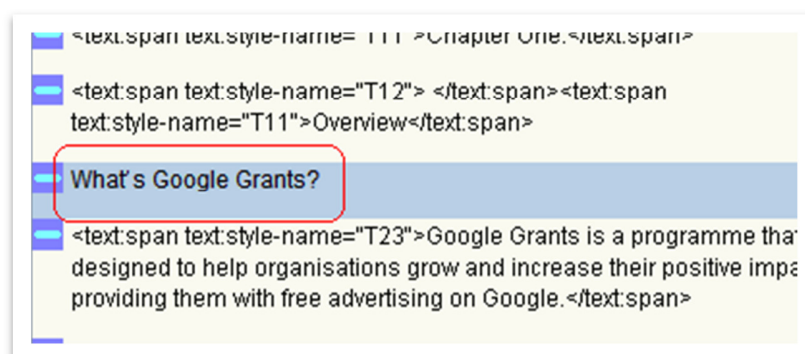 <text:span text:style-name="T11">Chapter One.</text:span>
<text:span text:style-name="T12"> </text:span><text:span
text:style-name="T11">Overview</text:span>
What's Google Grants?
<text:span text:style-name="T23">Google Grants is a programme that
designed to help organisations grow and increase their positive impa
providing them with free advertising on Google.</text:span>